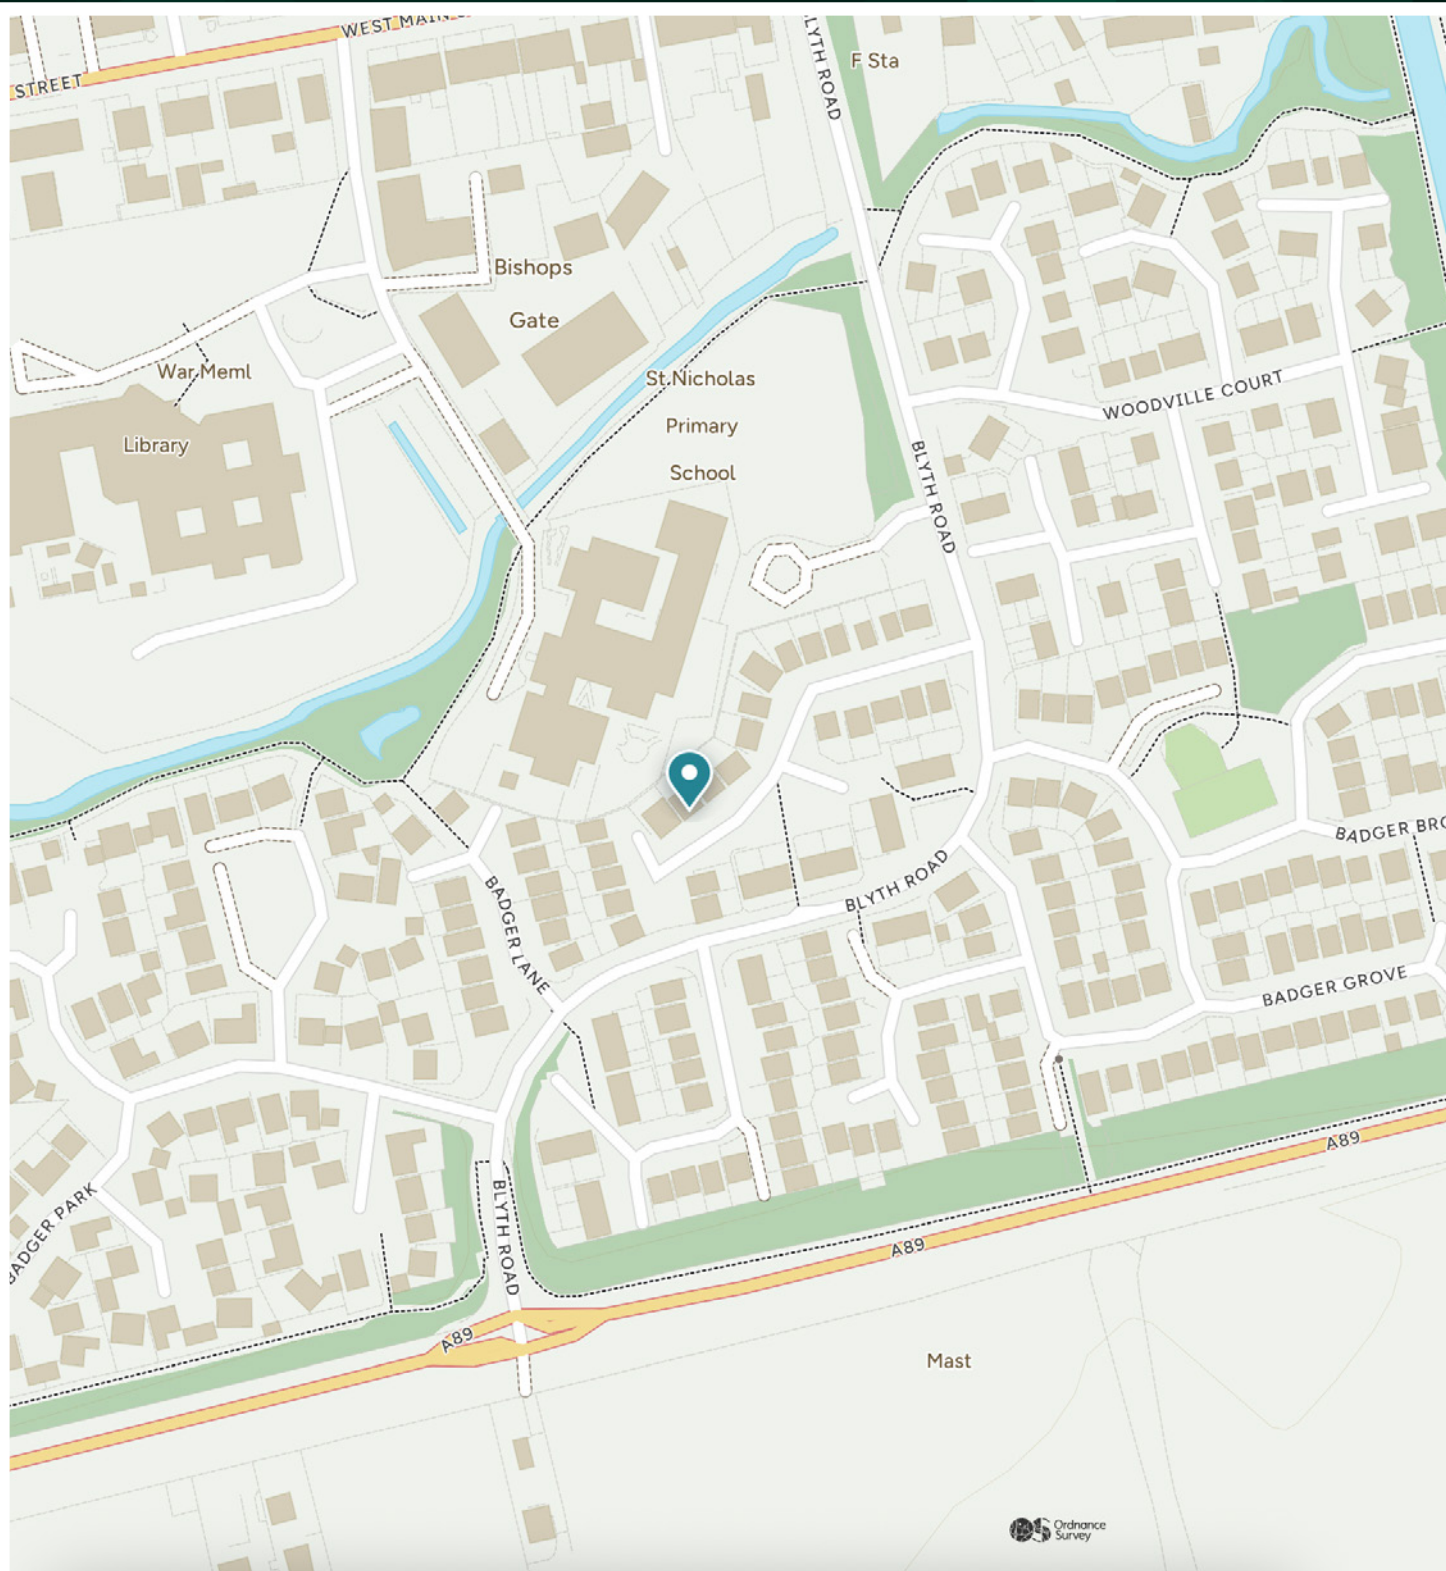 WEST MAIN S
STREET
BLYTH ROAD
F Sta
Bishops
Gate
War Meml
Library
St Nicholas
Primary
School
WOODVILLE COURT
BLYTH ROAD
BADGER BRO
BLYTH ROAD
BADGER LANE
BADGER GROVE
A89
BADGER PARK
BLYTH ROAD
A89
A89
Mast
OS Ordnance
Survey